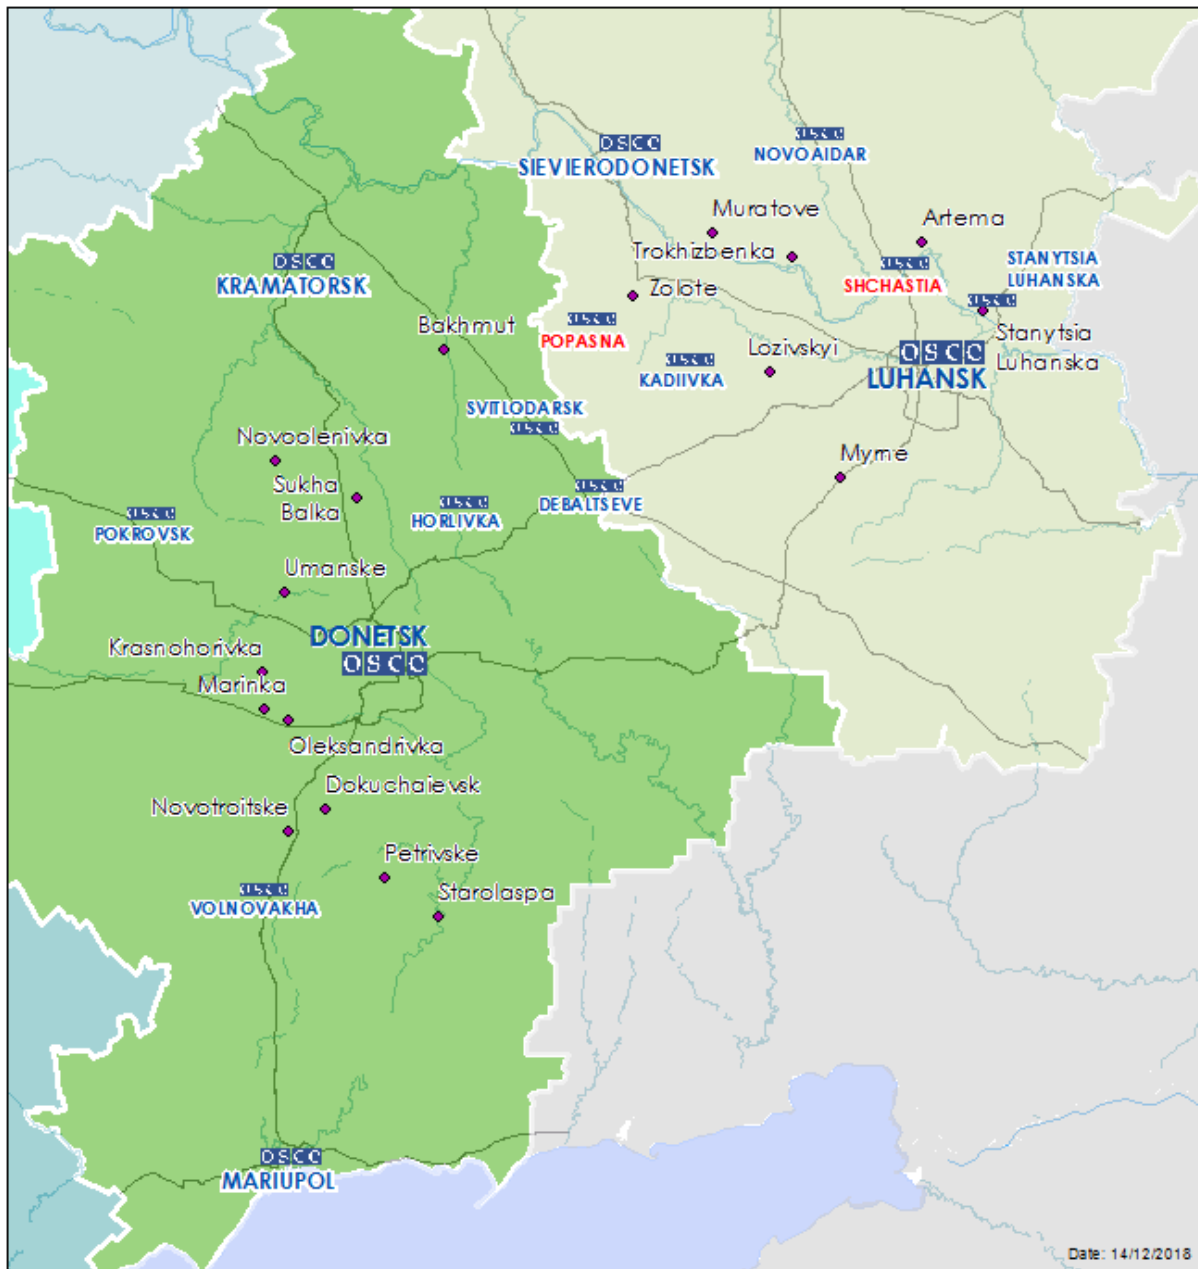 OSCE
SIEVIERODONETSK
OSCE
NOVOAIDAR
Muratove
Artema
Trokhizbenka
OSCE
SHCHASTIA
STANYTSIA
LUHANSKA
OSCE
OSCE
KRAMATORSK
Zolote
OSCE
POPASNA
Bakhmut
OSCE
KADIIVKA
Lozivskyi
OSCE
LUHANSK
Stanytsia
Luhanska
SVITLODARSK
OSCE
Novoolenivka
Myrne
Sukha
Balka
OSCE
HORLIVKA
OSCE
DEBALTSEVE
OSCE
POKROVSK
Umanske
DONETSK
OSCE
Krasnohorivka
Marinka
Oleksandrivka
Dokuchaievsk
Novotroitske
Petrivske
OSCE
VOLNOVAKHA
Starolaspa
OSCE
MARIUPOL
Date: 14/12/2018